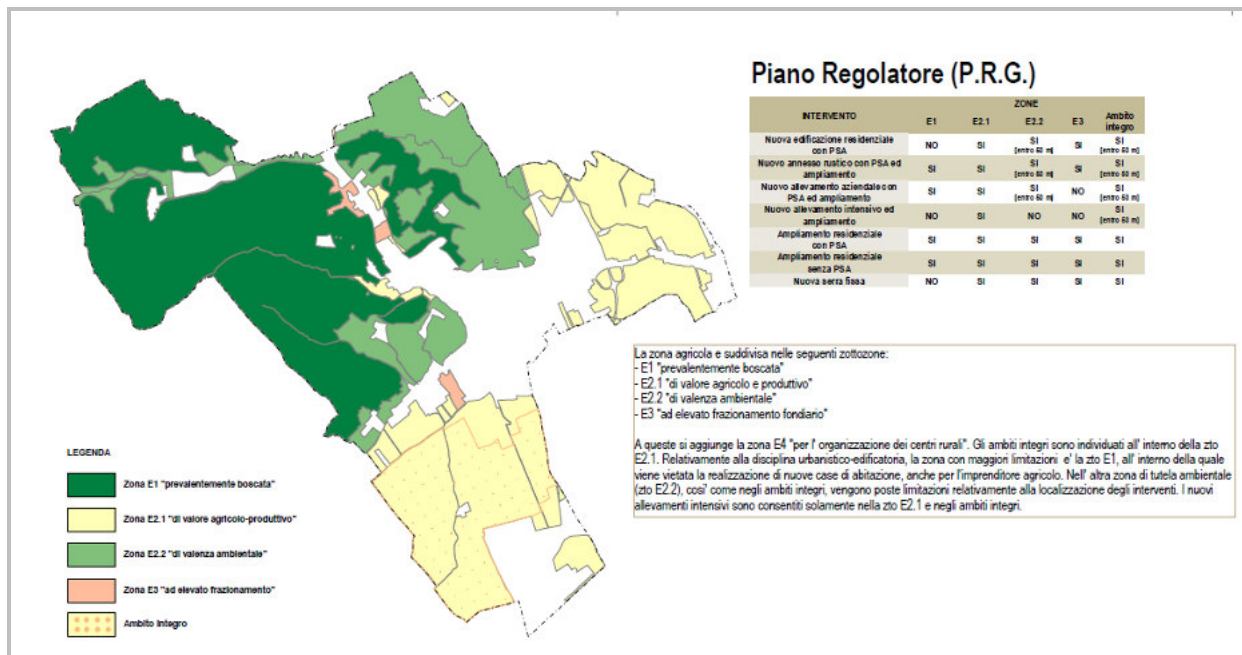 Piano Regolatore (P.R.G.)
ZONE
INTERVENTO E1 E2.1 E2.2 E3 Ambito integro
Nuova edificazione residenziale con PSA NO SI SI [entro 50 m] SI SI [entro 50 m]
Nuovo annesso rustico con PSA ed ampliamento SI SI SI [entro 50 m] SI SI [entro 50 m]
Nuovo allevamento aziendale con PSA ed ampliamento SI SI SI [entro 50 m] NO SI [entro 50 m]
Nuovo allevamento intensivo ed ampliamento NO SI NO NO SI [entro 50 m]
Ampliamento residenziale con PSA SI SI SI SI SI
Ampliamento residenziale senza PSA SI SI SI SI SI
Nuova serra fissa NO SI SI SI SI
La zona agricola e suddivisa nelle seguenti zottozone:
- E1 "prevalentemente boscata"
- E2.1 "di valore agricolo e produttivo"
- E2.2 "di valenza ambientale"
- E3 "ad elevato frazionamento fondiario"
A queste si aggiunge la zona E4 "per l' organizzazione dei centri rurali". Gli ambiti integri sono individuati all' interno della zto
E2.1. Relativamente alla disciplina urbanistico-edificatoria, la zona con maggiori limitazioni e' la zto E1, all' interno della quale
viene vietata la realizzazione di nuove case di abitazione, anche per l'imprenditore agricolo. Nell' altra zona di tutela ambientale
(zto E2.2), cosi' come negli ambiti integri, vengono poste limitazioni relativamente alla localizzazione degli interventi. I nuovi
allevamenti intensivi sono consentiti solamente nella zto E2.1 e negli ambiti integri.
LEGENDA
Zona E1 "prevalentemente boscata"
Zona E2.1 "di valore agricolo-produttivo"
Zona E2.2 "di valenza ambientale"
Zona E3 "ad elevato frazionamento"
Ambito Integro